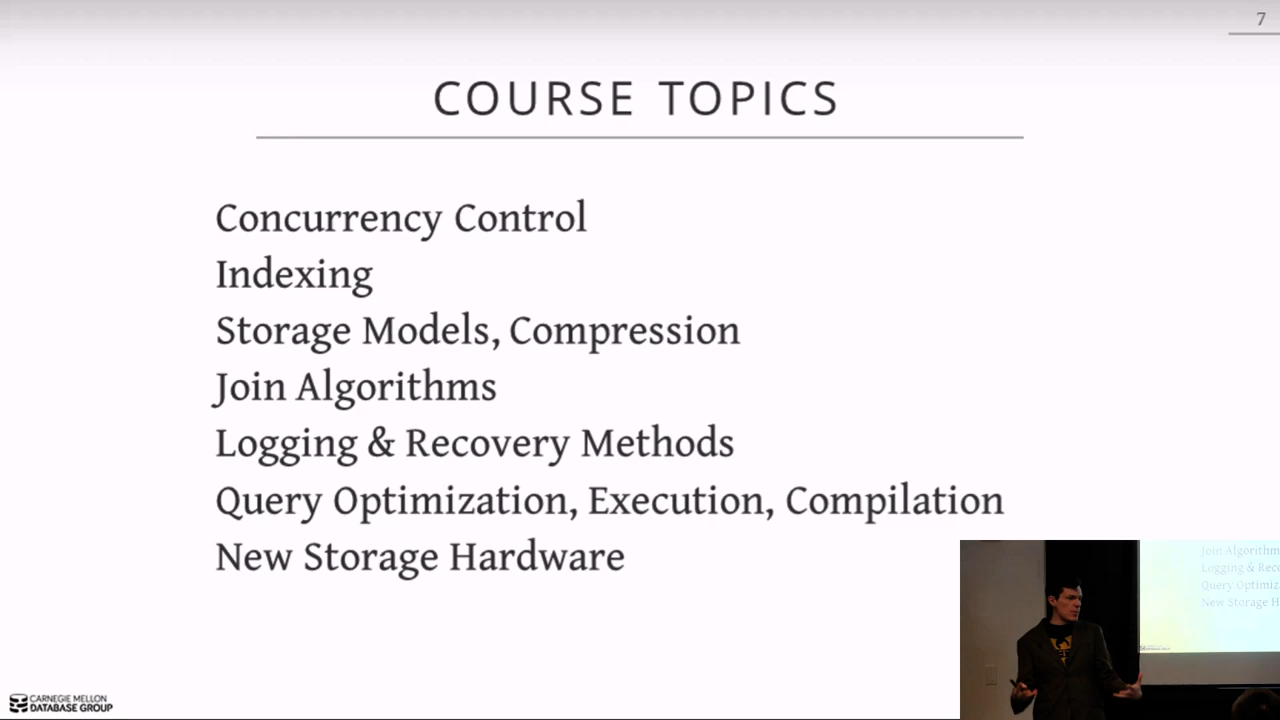 7
COURSE TOPICS
Concurrency Control
Indexing
Storage Models, Compression
Join Algorithms
Logging & Recovery Methods
Query Optimization, Execution, Compilation
New Storage Hardware
Join Algorithm
Logging & Reco
Query Optimiz
New Storage H
CARNEGIE MELLON
DATABASE GROUP